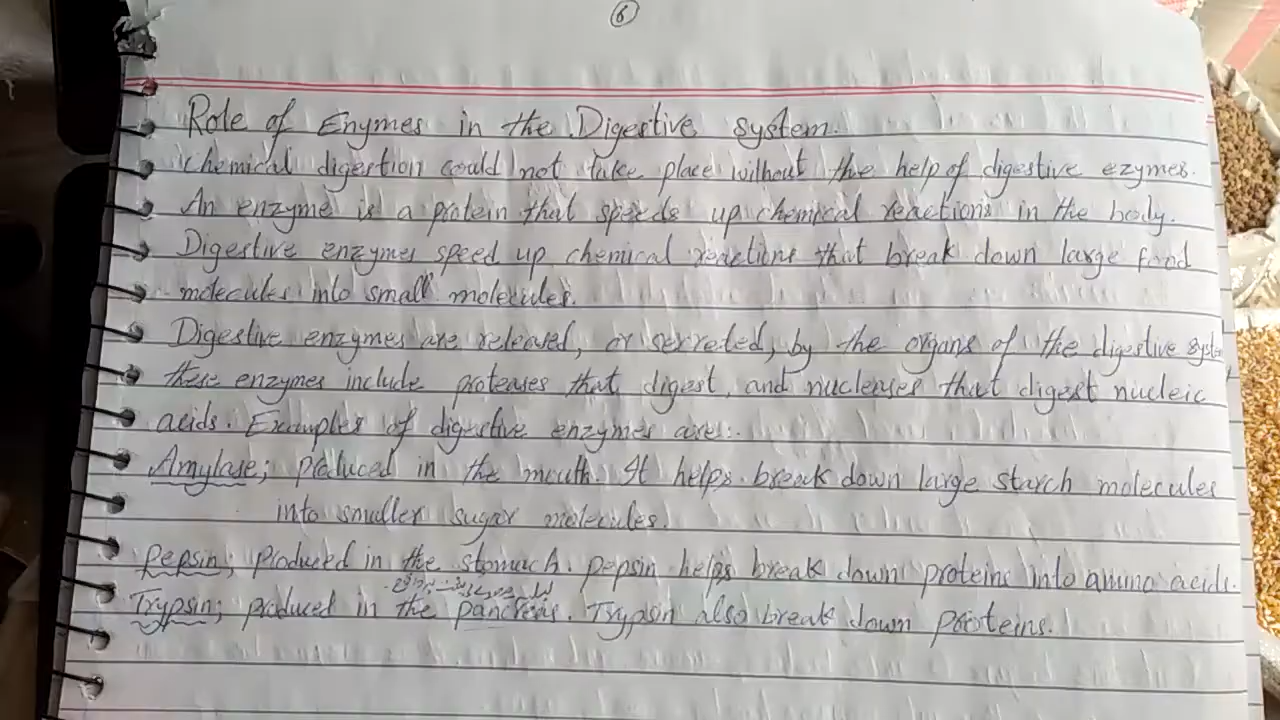 6
Role of Enymes in the Digestive system.
Chemical digestion could not take place without the help of digestive ezymes.
An enzyme is a protein that speeds up chemical reactions in the body.
Digestive enzymes speed up chemical reactions that break down large food
molecules into small molecules.
Digestive enzymes are released, or secreted, by the organs of the digestive syste
these enzymes include proteases that digest, and nucleases that digest nucleic
acids. Examples of digestive enzymes are:.
Amylase; produced in the mouth. It helps break down large starch molecules
into smaller sugar molecules.
Pepsin; produced in the stomach. Pepsin helps break down proteins into amino acids.
Trypsin; produced in the pancreas. Trypsin also break down proteins.